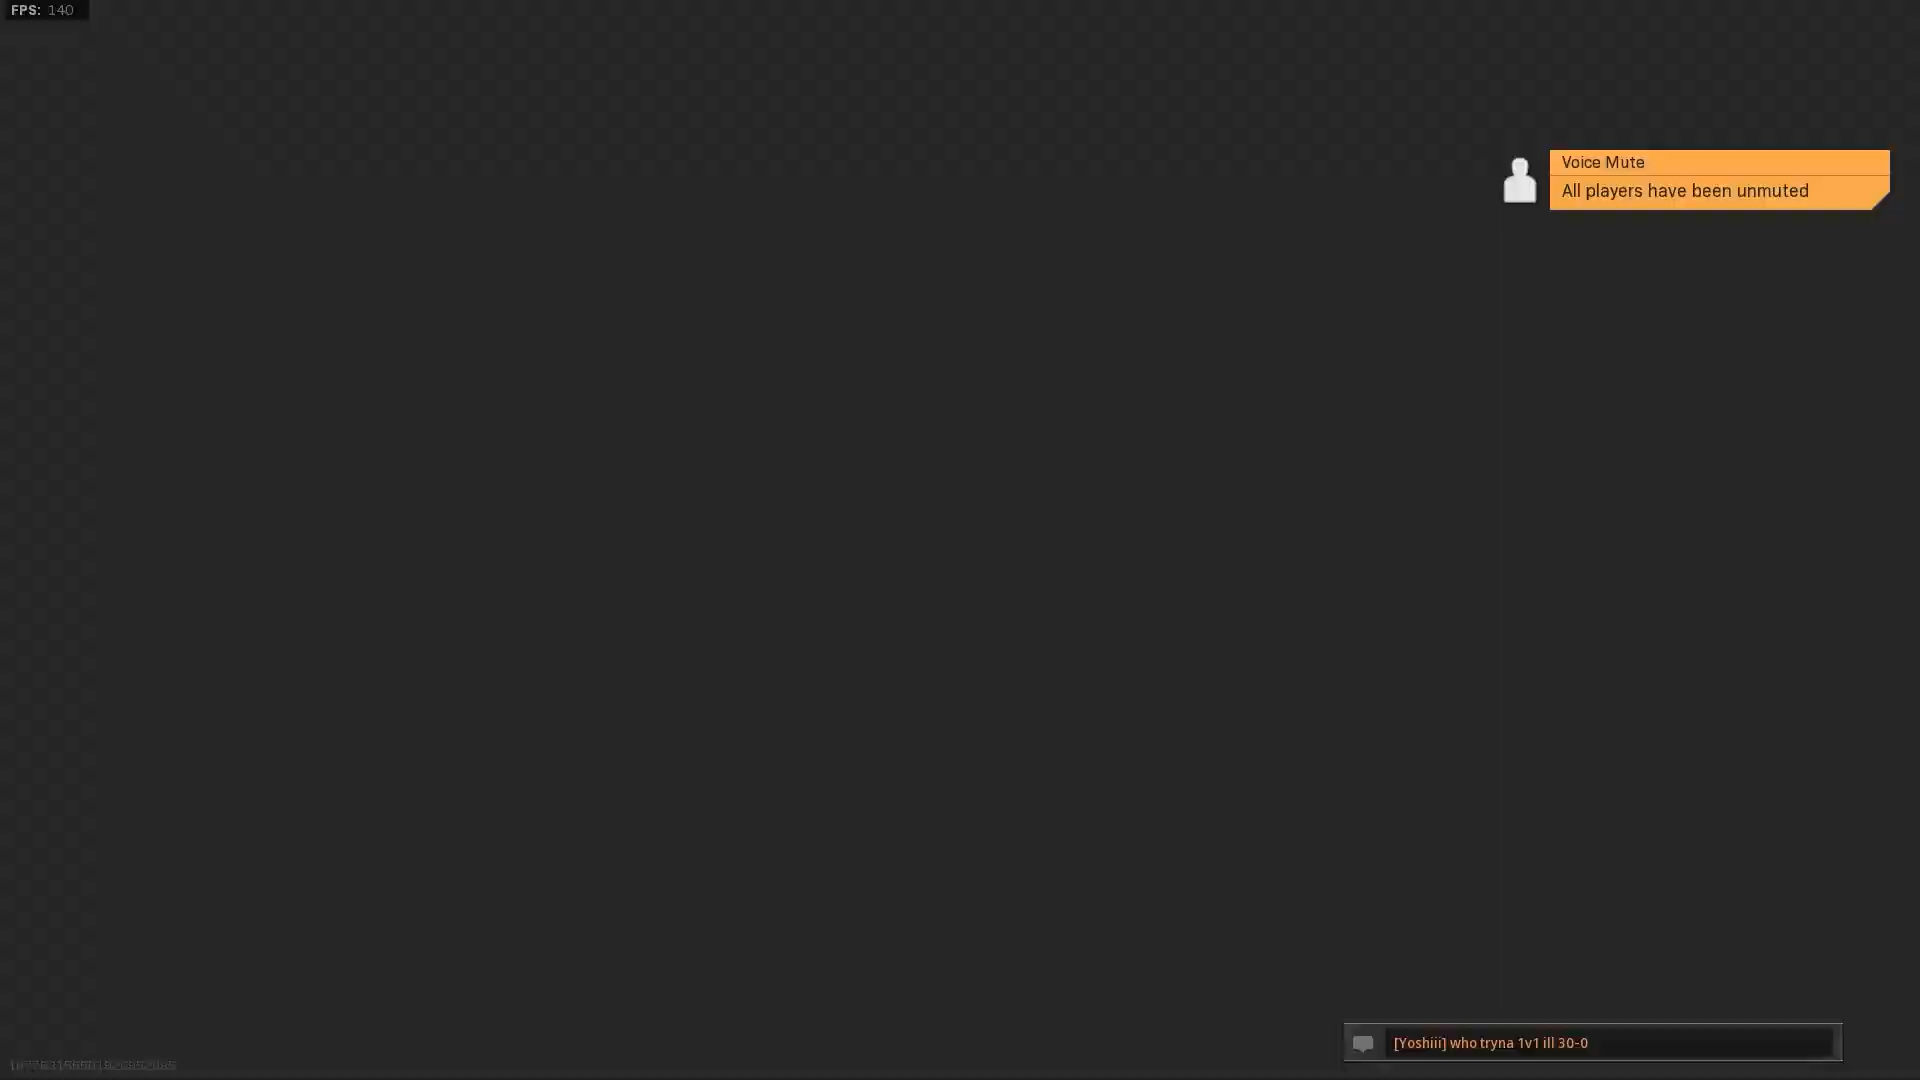 FPS: 140
Voice Mute
All players have been unmuted
[Yoshiii] who tryna 1v1 ill 30-0